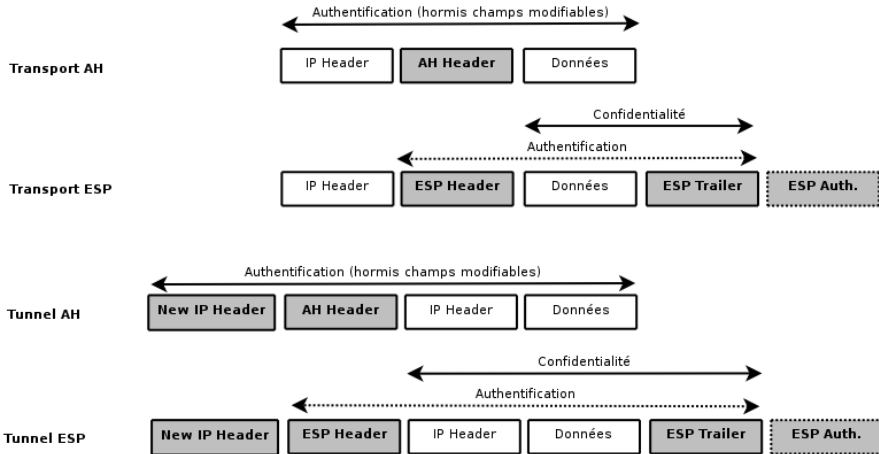 Authentification (hormis champs modifiables)
Transport AH
IP Header
AH Header
Données
Confidentialité
Authentification
Transport ESP
IP Header
ESP Header
Données
ESP Trailer
ESP Auth.
Authentification (hormis champs modifiables)
Tunnel AH
New IP Header
AH Header
IP Header
Données
Confidentialité
Authentification
Tunnel ESP
New IP Header
ESP Header
IP Header
Données
ESP Trailer
ESP Auth.